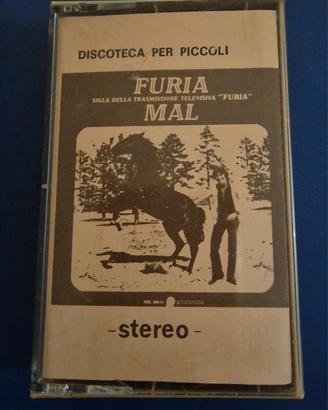 DISCOTECA PER PICCOLI
FURIA
SIGLA DELLA TRASMISSIONE TELEVISIVA "FURIA"
MAL
-stereo-